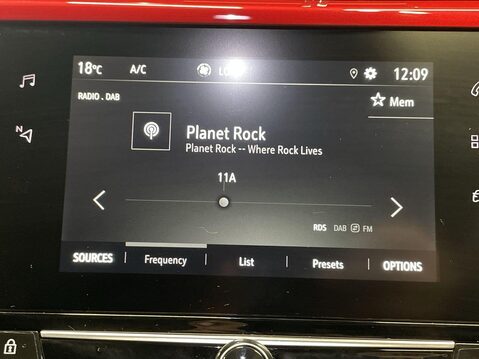 18°C A/C LO 12:09
RADIO . DAB
Mem
Planet Rock
Planet Rock -- Where Rock Lives
11A
RDS DAB FM
SOURCES Frequency List Presets OPTIONS
N